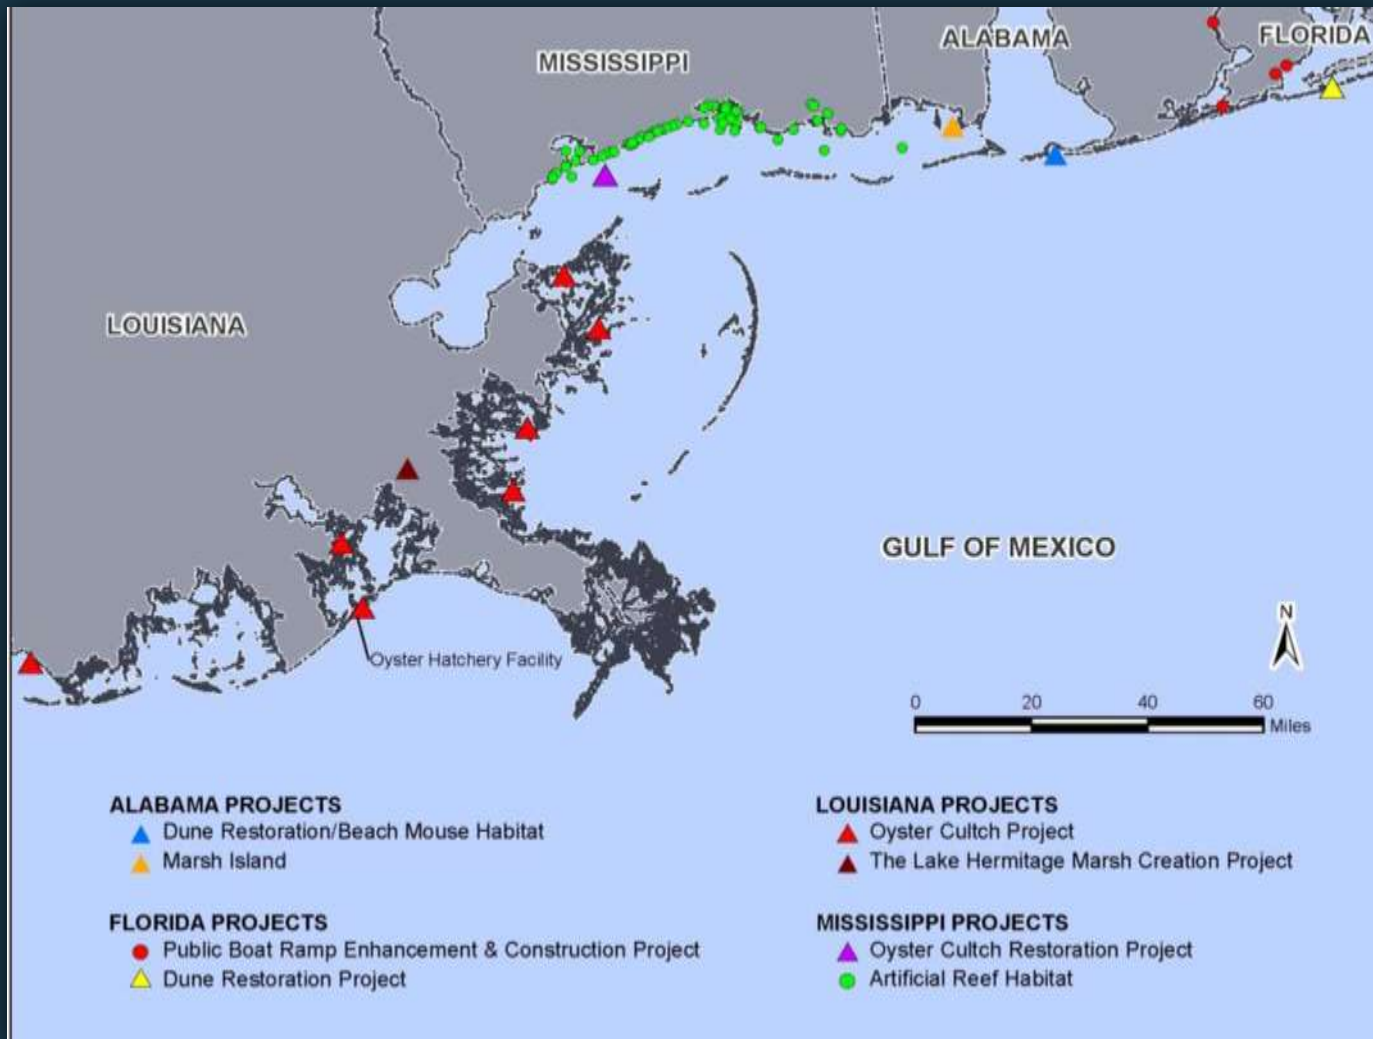 ALABAMA
FLORIDA
MISSISSIPPI
LOUISIANA
GULF OF MEXICO
N
Oyster Hatchery Facility
0 20 40 60
Miles
ALABAMA PROJECTS
Dune Restoration/Beach Mouse Habitat
Marsh Island
FLORIDA PROJECTS
Public Boat Ramp Enhancement & Construction Project
Dune Restoration Project
LOUISIANA PROJECTS
Oyster Cultch Project
The Lake Hermitage Marsh Creation Project
MISSISSIPPI PROJECTS
Oyster Cultch Restoration Project
Artificial Reef Habitat